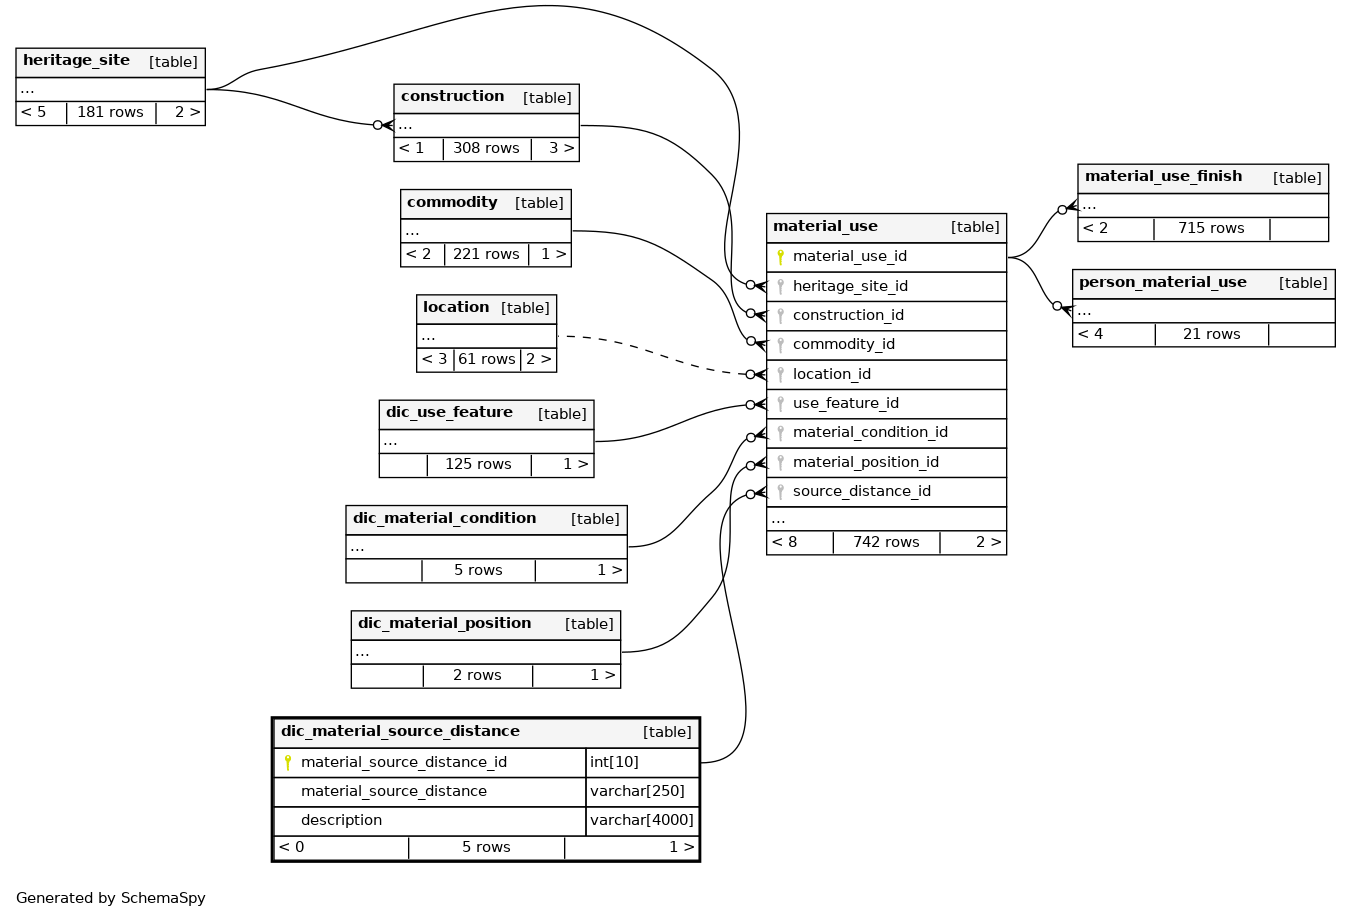 heritage_site [table]
...
< 5 181 rows 2 >
construction [table]
...
< 1 308 rows 3 >
commodity [table]
...
< 2 221 rows 1 >
location [table]
...
< 3 61 rows 2 >
dic_use_feature [table]
...
125 rows 1 >
dic_material_condition [table]
...
5 rows 1 >
dic_material_position [table]
...
2 rows 1 >
dic_material_source_distance [table]
material_source_distance_id int[10]
material_source_distance varchar[250]
description varchar[4000]
< 0 5 rows 1 >
material_use [table]
material_use_id
heritage_site_id
construction_id
commodity_id
location_id
use_feature_id
material_condition_id
material_position_id
source_distance_id
...
< 8 742 rows 2 >
material_use_finish [table]
...
< 2 715 rows
person_material_use [table]
...
< 4 21 rows
Generated by SchemaSpy